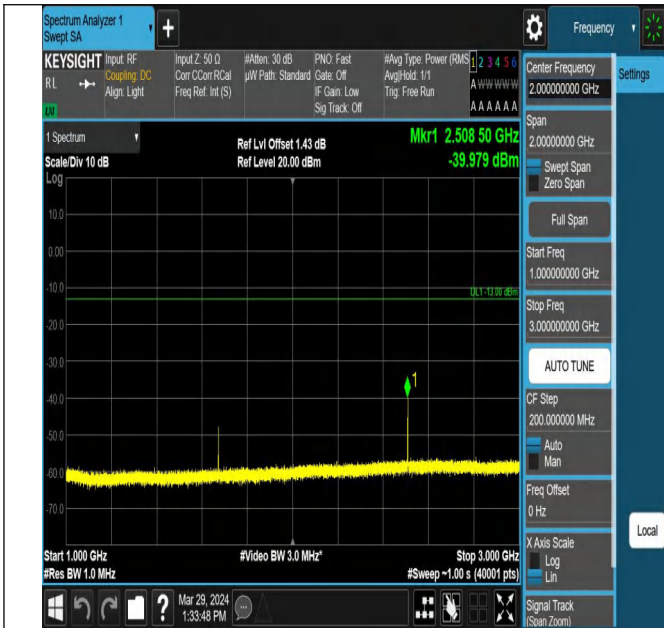 Spectrum Analyzer 1
Swept SA
+
Frequency
KEYSIGHT
RL
LXI
Input: RF
Coupling: DC
Align: Light
Input Z: 50 Ω
Corr CCorr RCal
Freq Ref: Int (S)
#Atten: 30 dB
µW Path: Standard
PNO: Fast
Gate: Off
IF Gain: Low
Sig Track: Off
#Avg Type: Power (RMS
Avg|Hold: 1/1
Trig: Free Run
1 2 3 4 5 6
A W W W W W
A A A A A A
Center Frequency
2.000000000 GHz
Settings
Span
2.00000000 GHz
Swept Span
Zero Span
Full Span
Start Freq
1.000000000 GHz
Stop Freq
3.000000000 GHz
AUTO TUNE
CF Step
200.000000 MHz
Auto
Man
Freq Offset
0 Hz
X Axis Scale
Log
Lin
Signal Track
(Span Zoom)
Local
1 Spectrum
Scale/Div 10 dB
Log
Ref Lvl Offset 1.43 dB
Ref Level 20.00 dBm
Mkr1 2.508 50 GHz
-39.979 dBm
10.0
0.00
-10.0
DL1 -13.00 dBm
-20.0
-30.0
1
-40.0
-50.0
-60.0
-70.0
Start 1.000 GHz
#Res BW 1.0 MHz
#Video BW 3.0 MHz*
Stop 3.000 GHz
#Sweep ~1.00 s (40001 pts)
?
Mar 29, 2024
1:33:48 PM